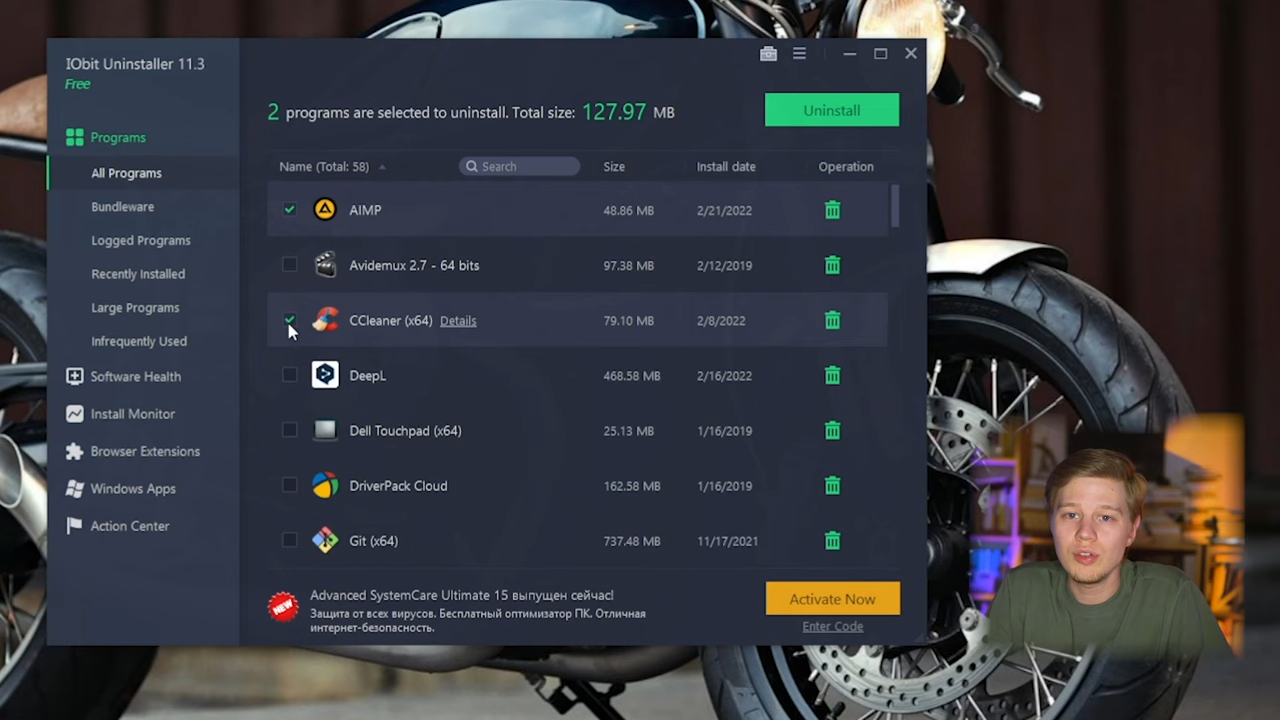 IObit Uninstaller 11.3
Free
Programs
All Programs
Bundleware
Logged Programs
Recently Installed
Large Programs
Infrequently Used
Software Health
Install Monitor
Browser Extensions
Windows Apps
Action Center
2 programs are selected to uninstall. Total size: 127.97 MB
Uninstall
Name (Total: 58) Search Size Install date Operation
AIMP 48.86 MB 2/21/2022
Avidemux 2.7 - 64 bits 97.38 MB 2/12/2019
CCleaner (x64) Details 79.10 MB 2/8/2022
DeepL 468.58 MB 2/16/2022
Dell Touchpad (x64) 25.13 MB 1/16/2019
DriverPack Cloud 162.58 MB 1/16/2019
Git (x64) 737.48 MB 11/17/2021
NEW
Advanced SystemCare Ultimate 15 выпущен сейчас!
Защита от всех вирусов. Бесплатный оптимизатор ПК. Отличная
интернет-безопасность.
Activate Now
Enter Code